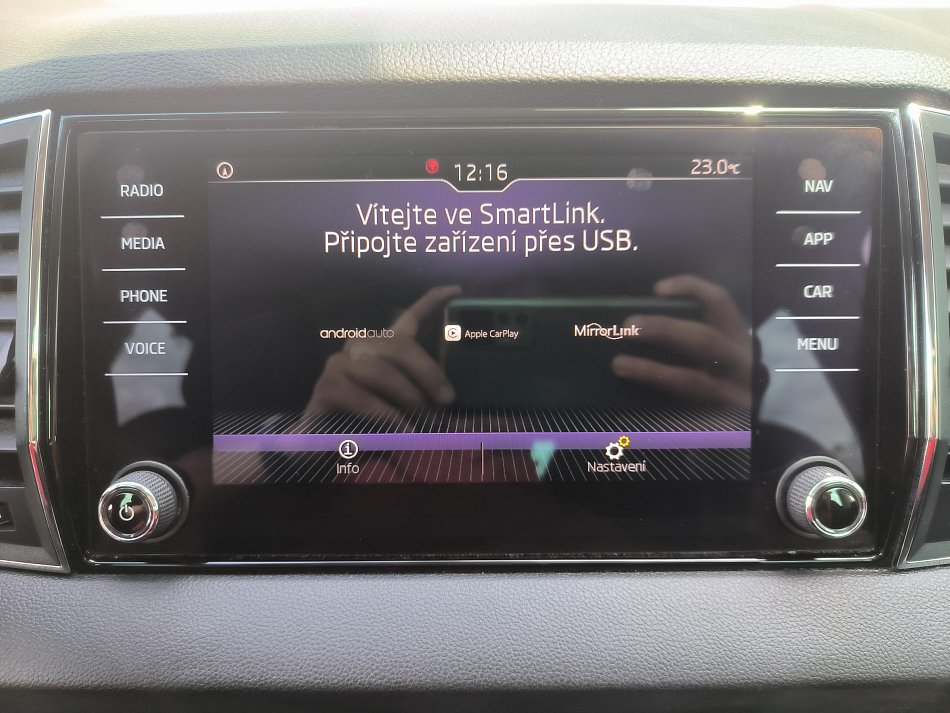 12:16
23.0°C
RADIO
MEDIA
PHONE
VOICE
Vítejte ve SmartLink.
Připojte zařízení přes USB.
androidauto
Apple CarPlay
MirrorLink
Info
Nastavení
NAV
APP
CAR
MENU